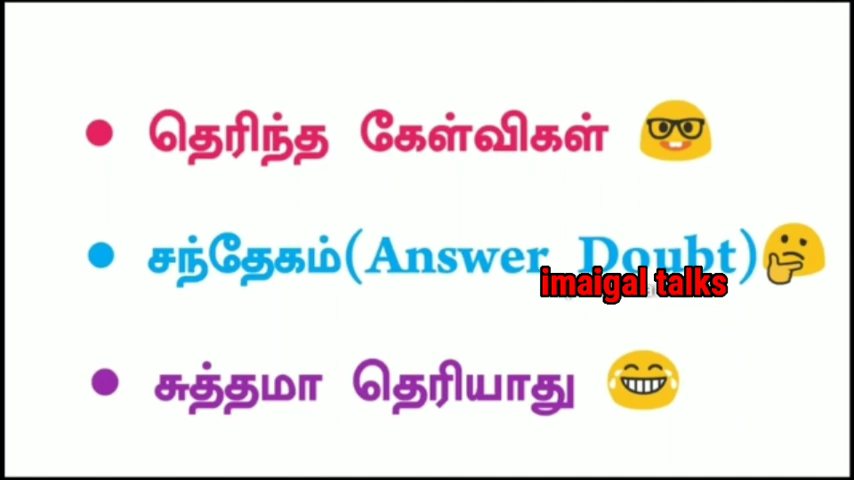 தெரிந்த கேள்விகள்
சந்தேகம்(Answer Doubt)
imaigal talks
சுத்தமா தெரியாது